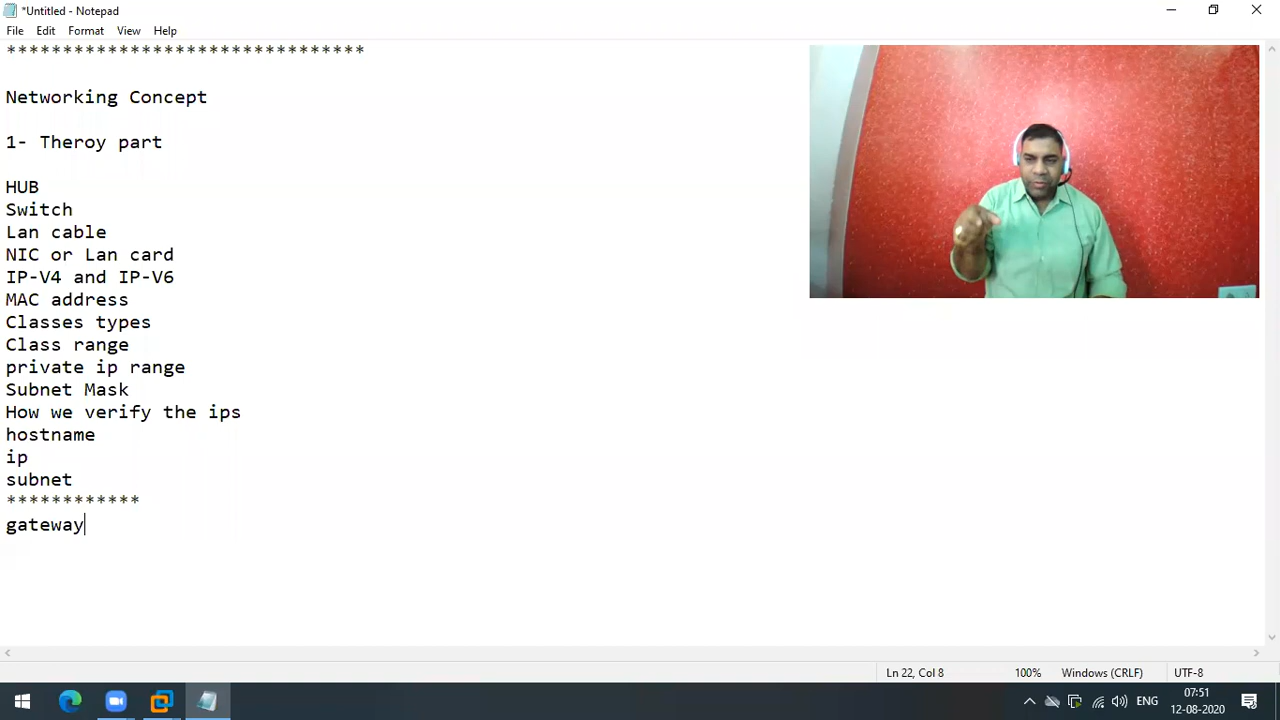 *Untitled - Notepad
File Edit Format View Help
********************************
Networking Concept
1- Theroy part
HUB
Switch
Lan cable
NIC or Lan card
IP-V4 and IP-V6
MAC address
Classes types
Class range
private ip range
Subnet Mask
How we verify the ips
hostname
ip
subnet
************
gateway
Ln 22, Col 8 100% Windows (CRLF) UTF-8
ENG 07:51
12-08-2020